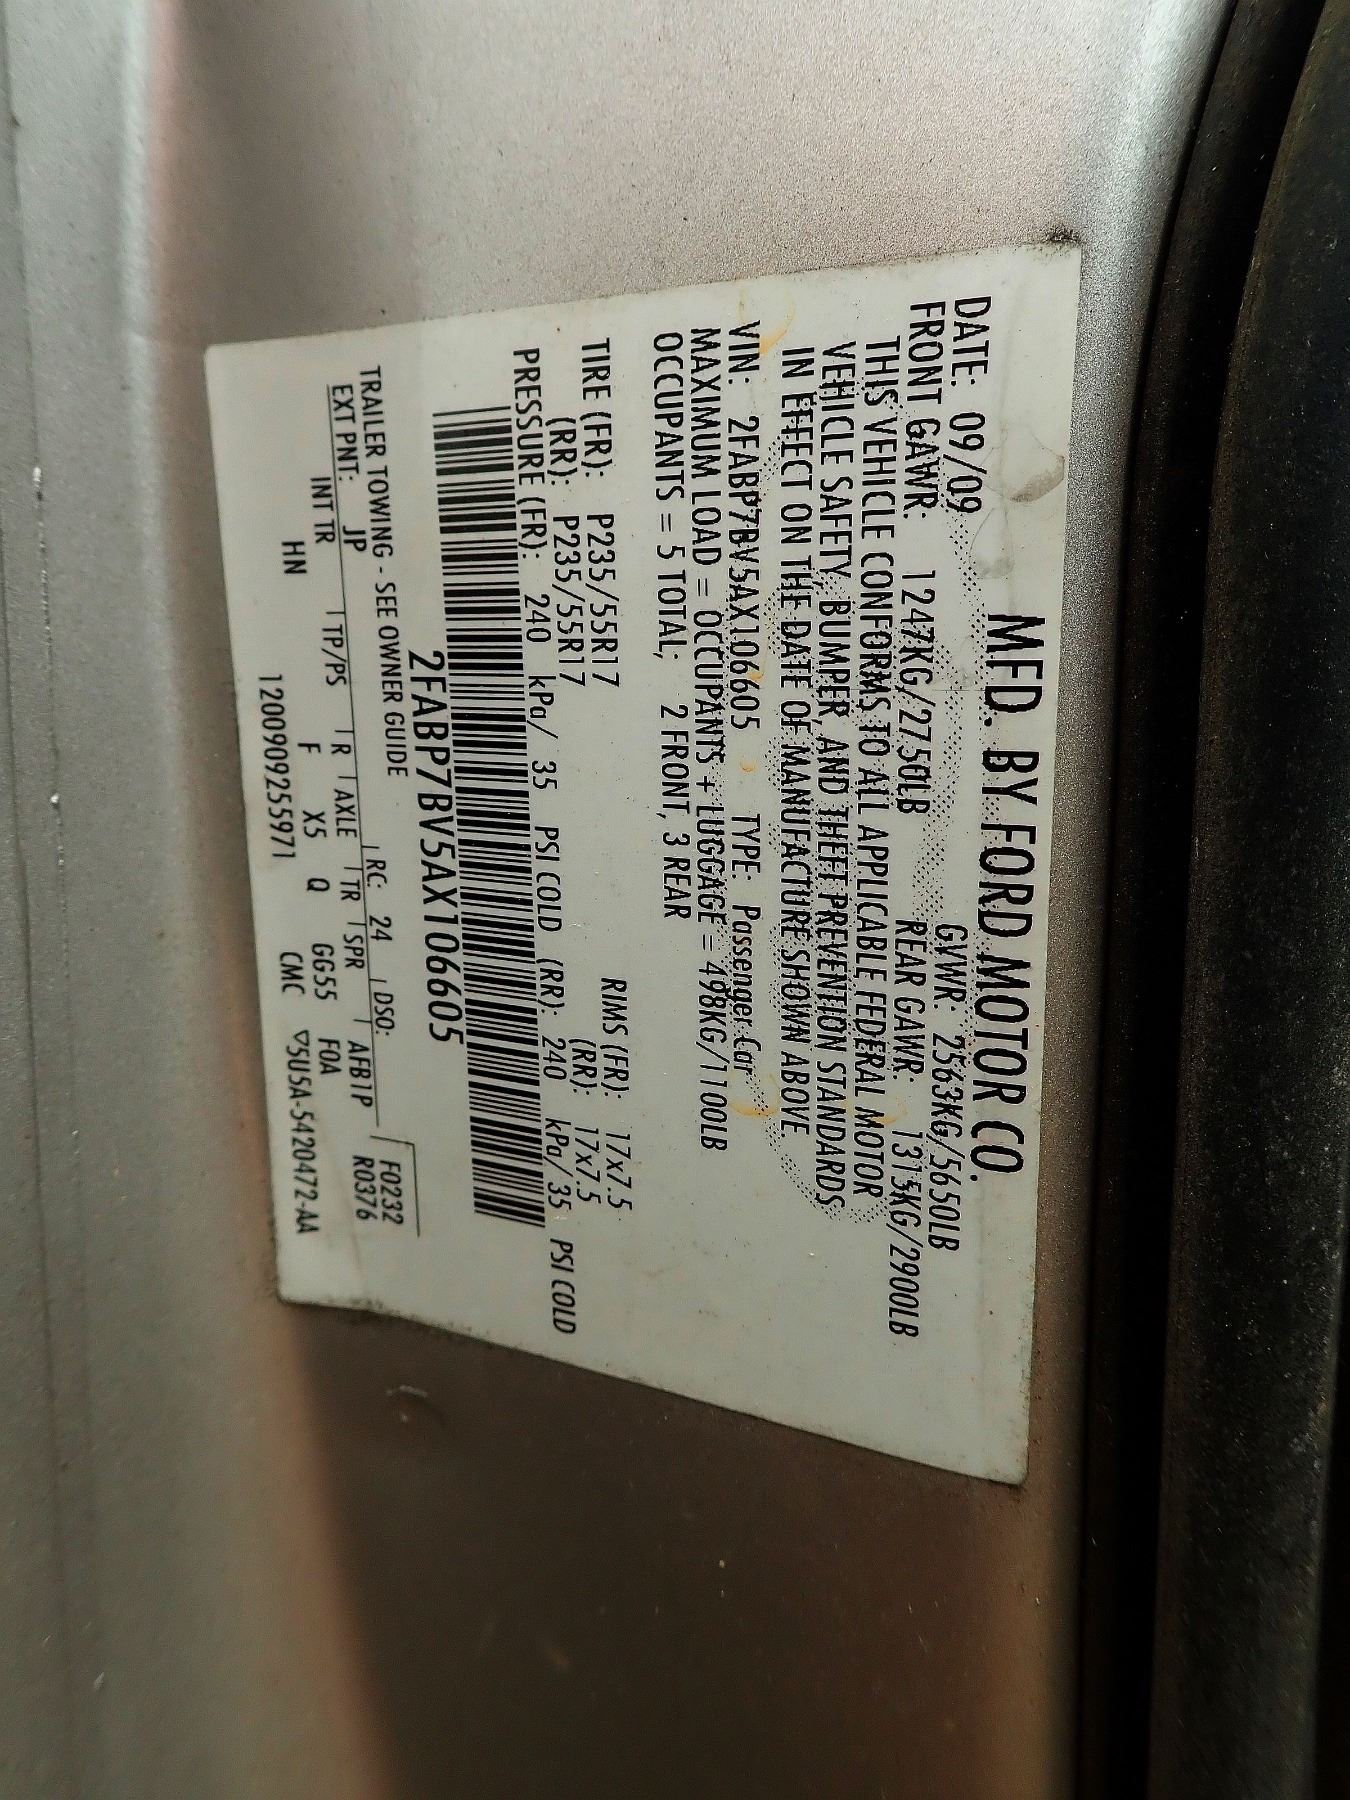 MFD. BY FORD MOTOR CO.
DATE: 09/09 GVWR: 2563KG/5650LB
FRONT GAWR: 1247KG/2750LB REAR GAWR: 1315KG/2900LB
THIS VEHICLE CONFORMS TO ALL APPLICABLE FEDERAL MOTOR
VEHICLE SAFETY, BUMPER, AND THEFT PREVENTION STANDARDS
IN EFFECT ON THE DATE OF MANUFACTURE SHOWN ABOVE
VIN: 2FABP7BV5AX106605 TYPE: Passenger Car
MAXIMUM LOAD = OCCUPANTS + LUGGAGE = 498KG/1100LB
OCCUPANTS = 5 TOTAL; 2 FRONT, 3 REAR
TIRE (FR): P235/55R17 RIMS (FR): 17x7.5
(RR): P235/55R17 (RR): 17x7.5
PRESSURE (FR): 240 kPa/ 35 PSI COLD (RR): 240 kPa/ 35 PSI COLD
2FABP7BV5AX106605
TRAILER TOWING - SEE OWNER GUIDE F0232
EXT PNT: JP RC: 24 DSO: R0376
INT TR TP/PS R AXLE TR SPR AFB1P
HN F X5 Q GG55 F0A
1200909255971 CMC ▽5U5A-5420472-AA